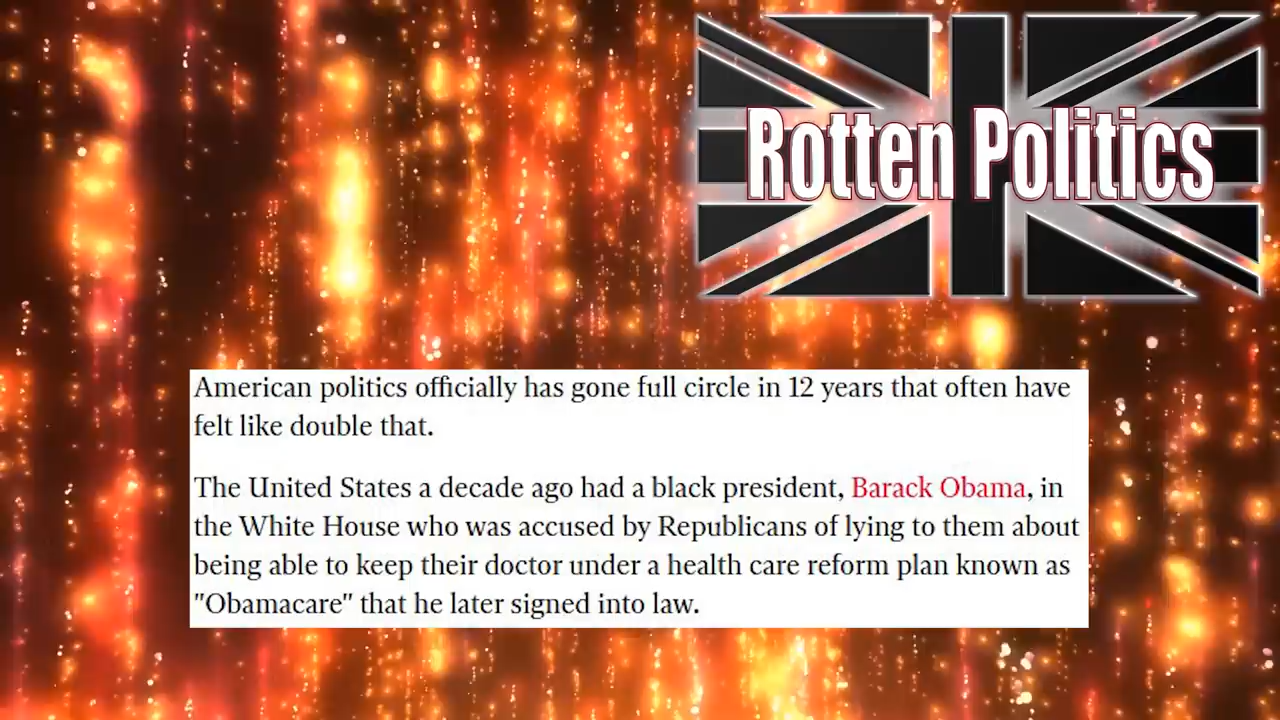 Rotten Politics
American politics officially has gone full circle in 12 years that often have
felt like double that.
The United States a decade ago had a black president, Barack Obama, in
the White House who was accused by Republicans of lying to them about
being able to keep their doctor under a health care reform plan known as
"Obamacare" that he later signed into law.